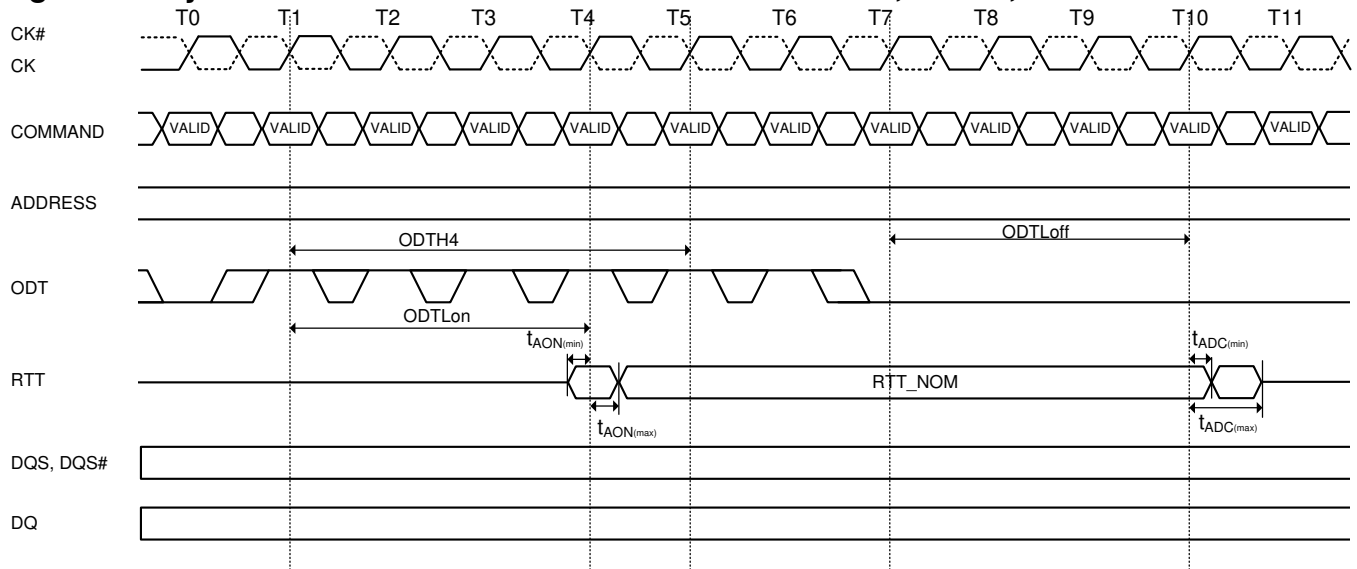 T0 T1 T2 T3 T4 T5 T6 T7 T8 T9 T10 T11
CK#
CK
COMMAND
VALID VALID VALID VALID VALID VALID VALID VALID VALID VALID VALID VALID
ADDRESS
ODTH4
ODTLoff
ODT
ODTLon
tAON(min)
tADC(min)
RTT
RTT_NOM
tAON(max)
tADC(max)
DQS, DQS#
DQ